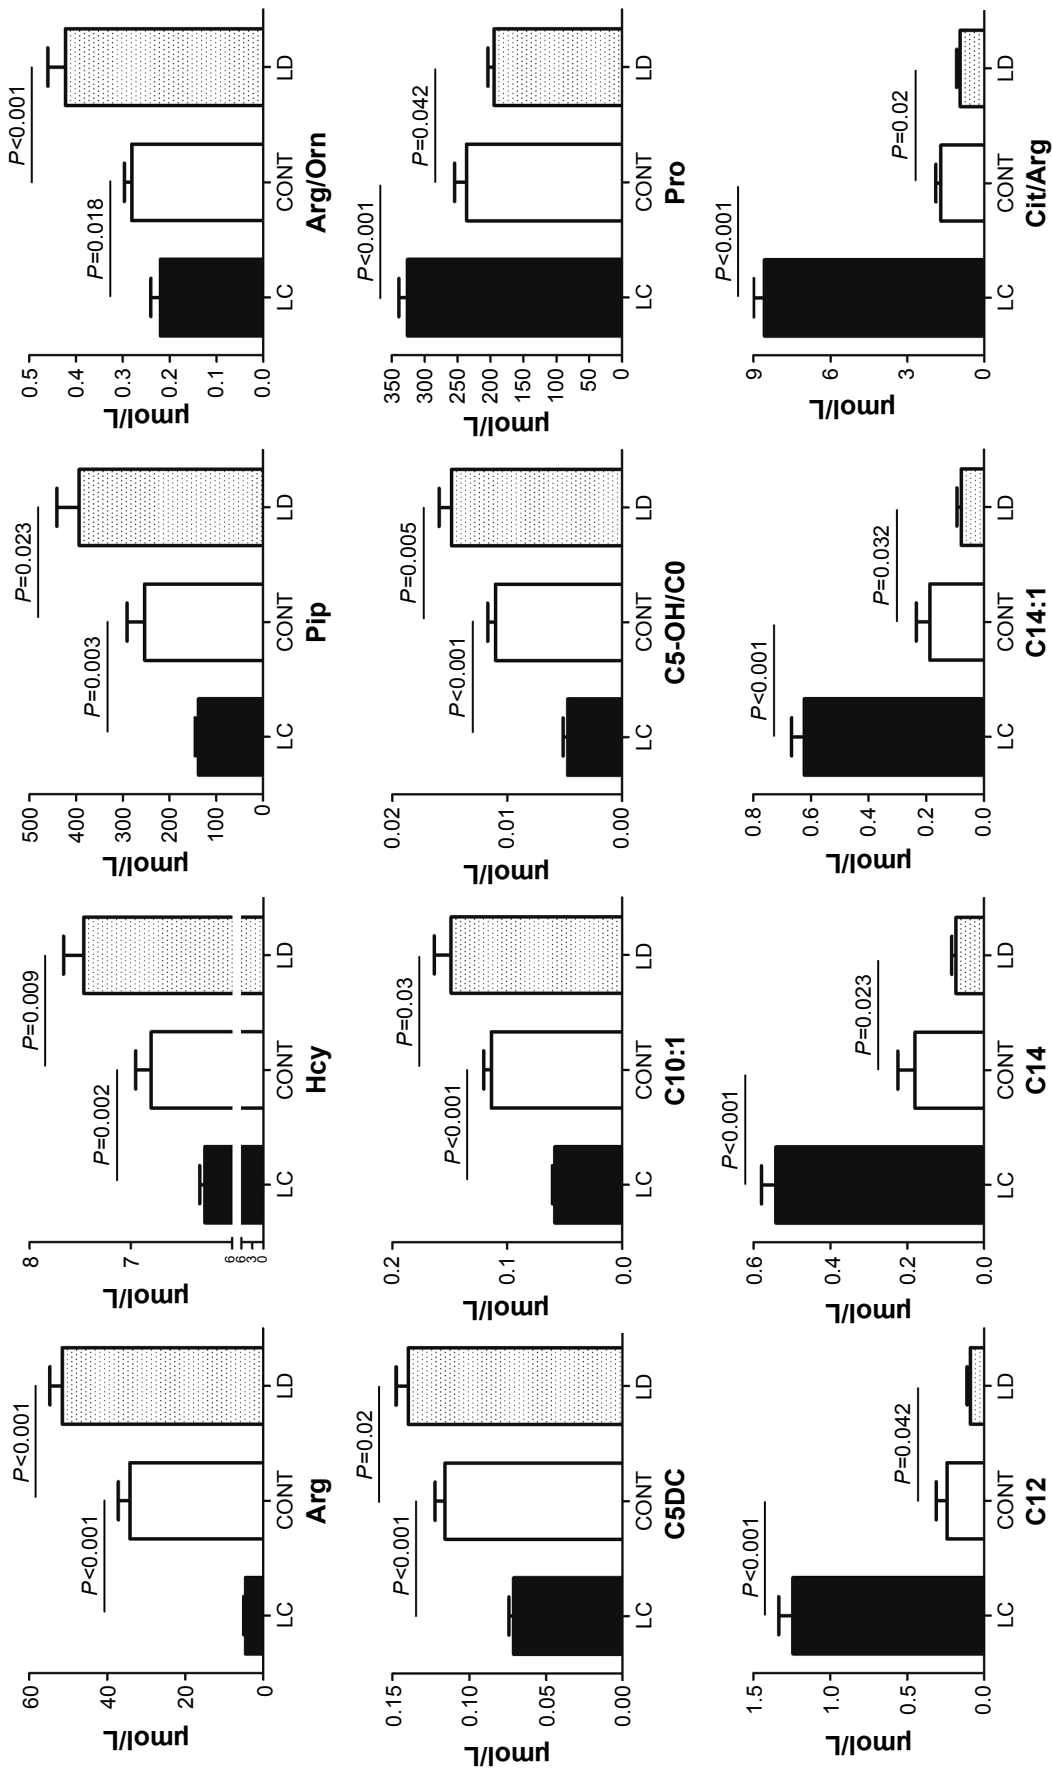 P<0.001
P<0.001
µmol/L
60
40
20
0
LC
CONT
LD
Arg
P=0.009
P=0.002
µmol/L
8
7
6
6
3
0
LC
CONT
LD
Hcy
P=0.023
P=0.003
µmol/L
500
400
300
200
100
0
LC
CONT
LD
Pip
P<0.001
P=0.018
µmol/L
0.5
0.4
0.3
0.2
0.1
0.0
LC
CONT
LD
Arg/Orn
P=0.02
P<0.001
µmol/L
0.15
0.10
0.05
0.00
LC
CONT
LD
C5DC
P=0.03
P<0.001
µmol/L
0.2
0.1
0.0
LC
CONT
LD
C10:1
P=0.005
P<0.001
µmol/L
0.02
0.01
0.00
LC
CONT
LD
C5-OH/C0
P<0.001
P=0.042
µmol/L
350
300
250
200
150
100
50
0
LC
CONT
LD
Pro
P<0.001
P=0.042
µmol/L
1.5
1.0
0.5
0.0
LC
CONT
LD
C12
P<0.001
P=0.023
µmol/L
0.6
0.4
0.2
0.0
LC
CONT
LD
C14
P<0.001
P=0.032
µmol/L
0.8
0.6
0.4
0.2
0.0
LC
CONT
LD
C14:1
P<0.001
P=0.02
µmol/L
9
6
3
0
LC
CONT
LD
Cit/Arg